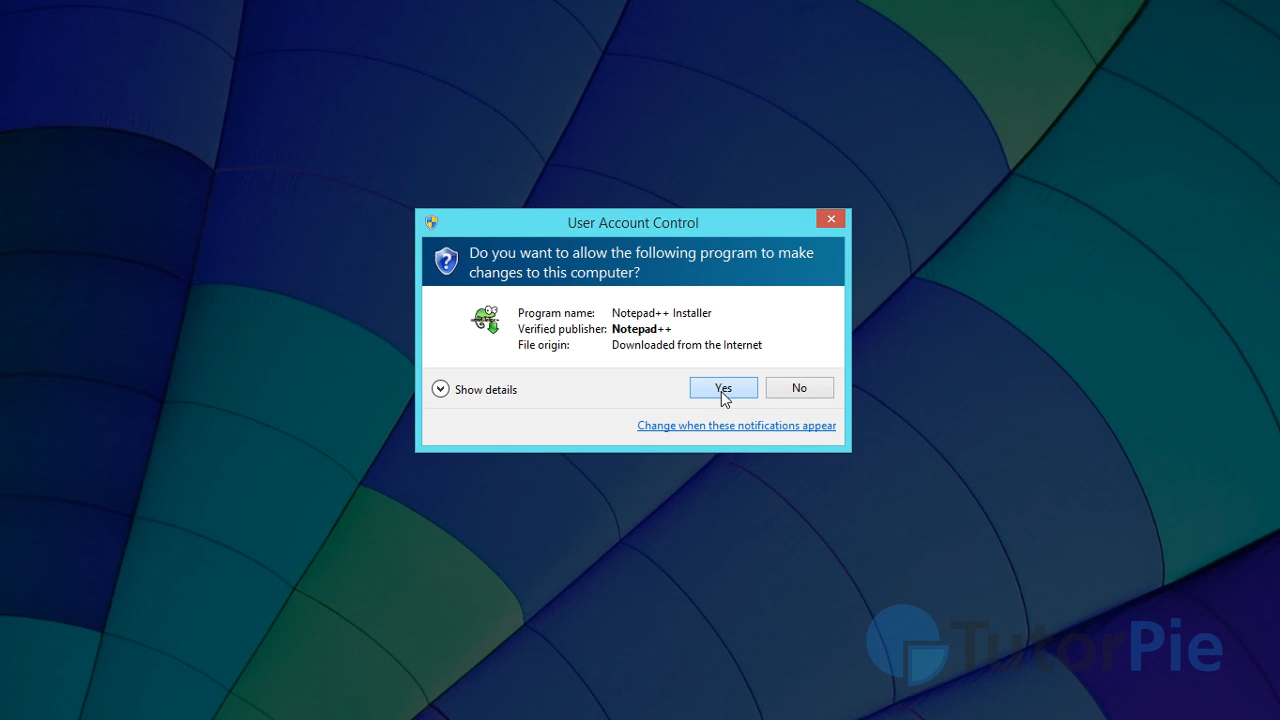 User Account Control
Do you want to allow the following program to make
changes to this computer?
Program name: Notepad++ Installer
Verified publisher: Notepad++
File origin: Downloaded from the Internet
Show details
Yes
No
Change when these notifications appear
TutorPie